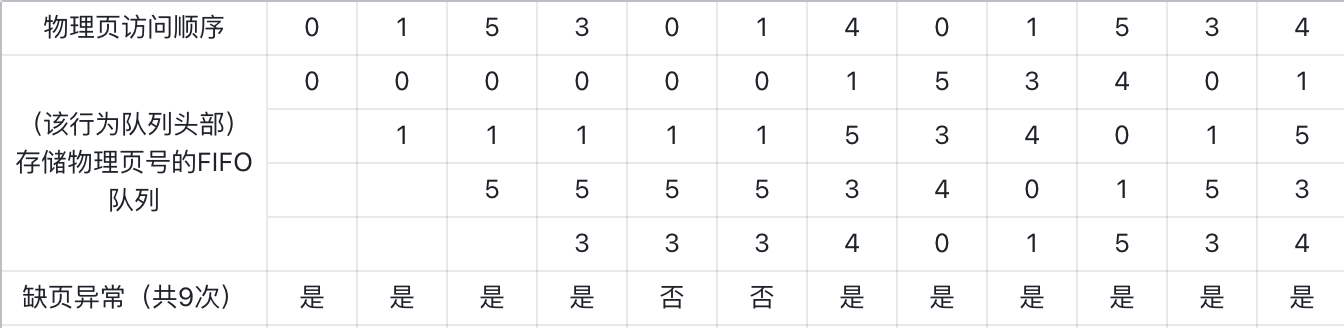 物理页访问顺序 0 1 5 3 0 1 4 0 1 5 3 4
0 0 0 0 0 0 1 5 3 4 0 1
(该行为队列头部)
存储物理页号的FIFO
队列
1 1 1 1 1 5 3 4 0 1 5
5 5 5 5 3 4 0 1 5 3
3 3 3 4 0 1 5 3 4
缺页异常（共9次） 是 是 是 是 否 否 是 是 是 是 是 是